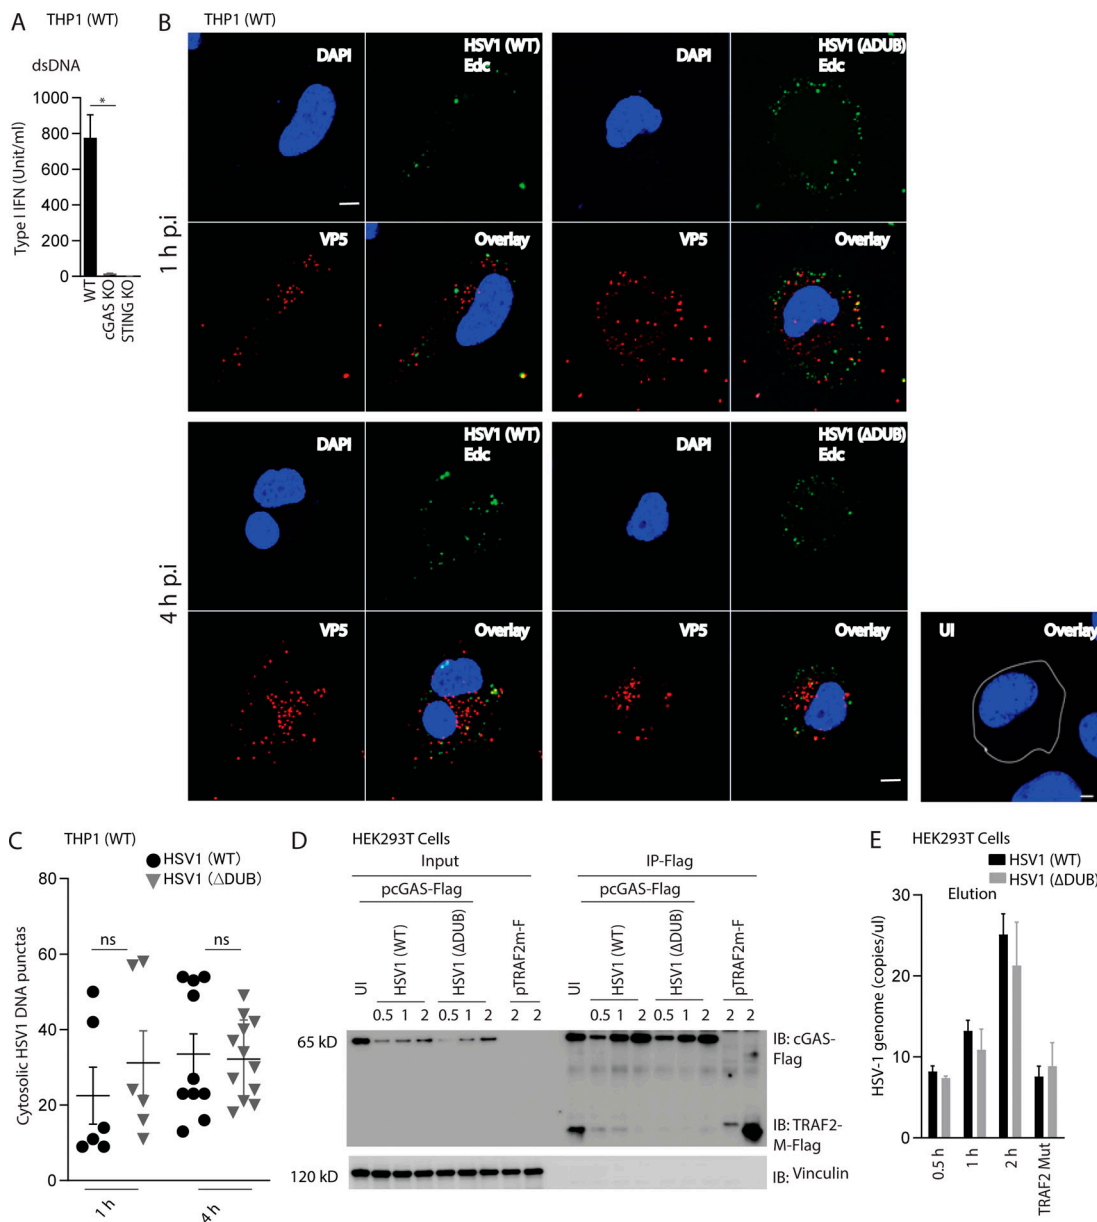 A THP1 (WT)
dsDNA
Type I IFN (Unit/ml)
1000
800
600
400
200
0
*
WT
cGAS KO
STING KO
B THP1 (WT)
1 h p.i
DAPI
HSV1 (WT)
Edc
DAPI
HSV1 (ΔDUB)
Edc
VP5
Overlay
VP5
Overlay
4 h p.i
DAPI
HSV1 (WT)
Edc
DAPI
HSV1 (ΔDUB)
Edc
VP5
Overlay
VP5
Overlay
UI
Overlay
C THP1 (WT)
HSV1 (WT)
HSV1 (△DUB)
Cytosolic HSV1 DNA punctas
80
60
40
20
0
ns
ns
1 h
4 h
D HEK293T Cells
Input
IP-Flag
pcGAS-Flag
pcGAS-Flag
UI
HSV1 (WT)
HSV1 (ΔDUB)
pTRAF2m-F
UI
HSV1 (WT)
HSV1 (ΔDUB)
pTRAF2m-F
0.5 1 2 0.5 1 2 2 2
0.5 1 2 0.5 1 2 2 2
65 kD
IB: cGAS-
Flag
IB: TRAF2-
M-Flag
120 kD
IB: Vinculin
E HEK293T Cells
HSV1 (WT)
HSV1 (ΔDUB)
Elution
HSV-1 genome (copies/ul)
30
20
10
0
0.5 h
1 h
2 h
TRAF2 Mut